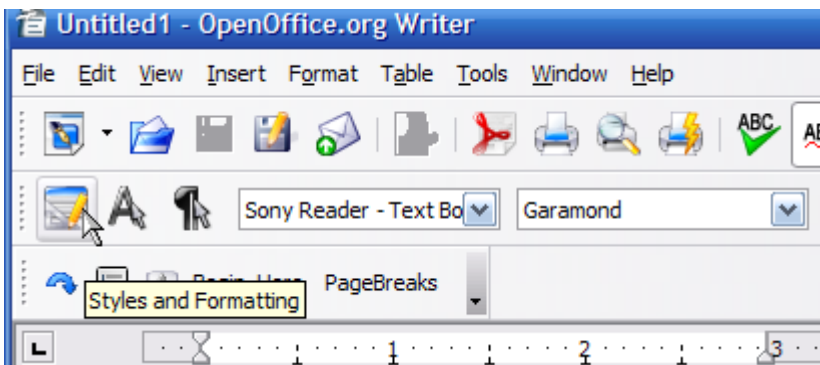 Untitled1 - OpenOffice.org Writer
File Edit View Insert Format Table Tools Window Help
ABC
Sony Reader - Text Bo Garamond
PageBreaks
Styles and Formatting
1 2 3